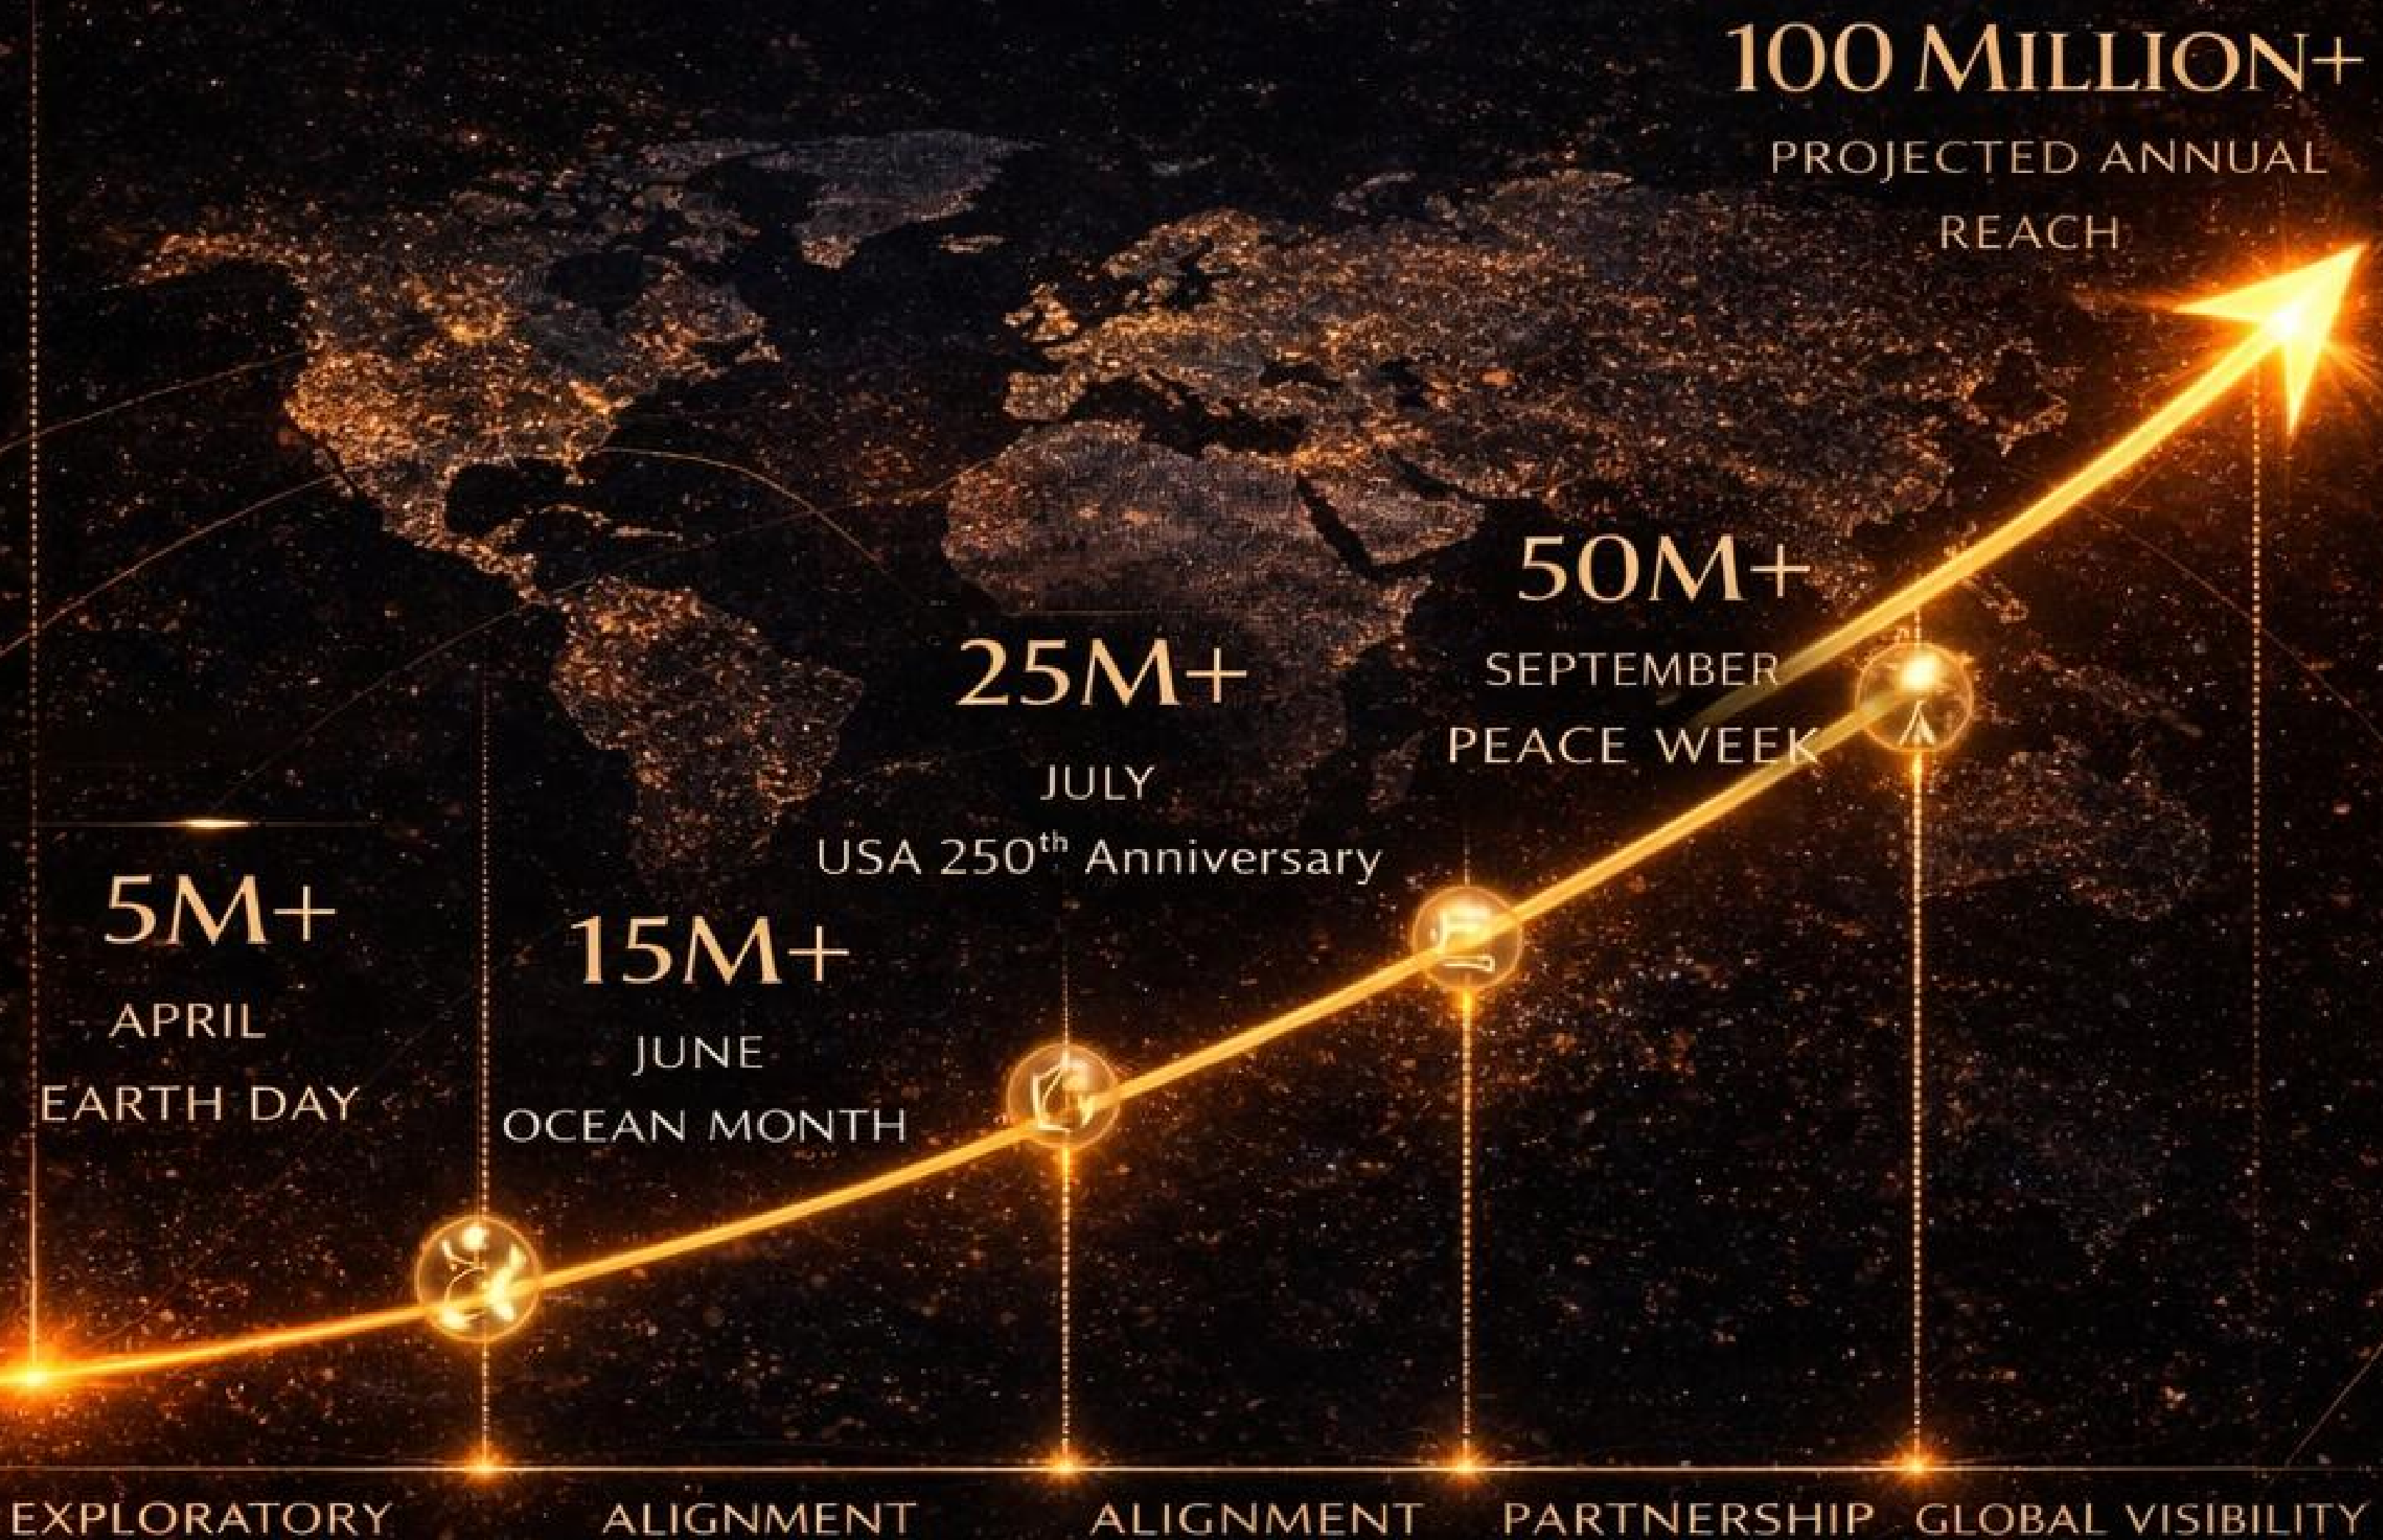 100 MILLION+
PROJECTED ANNUAL
REACH
50M+
SEPTEMBER
PEACE WEEK
25M+
JULY
USA 250th Anniversary
5M+
APRIL
EARTH DAY
15M+
JUNE
OCEAN MONTH
EXPLORATORY
ALIGNMENT
ALIGNMENT
PARTNERSHIP
GLOBAL VISIBILITY